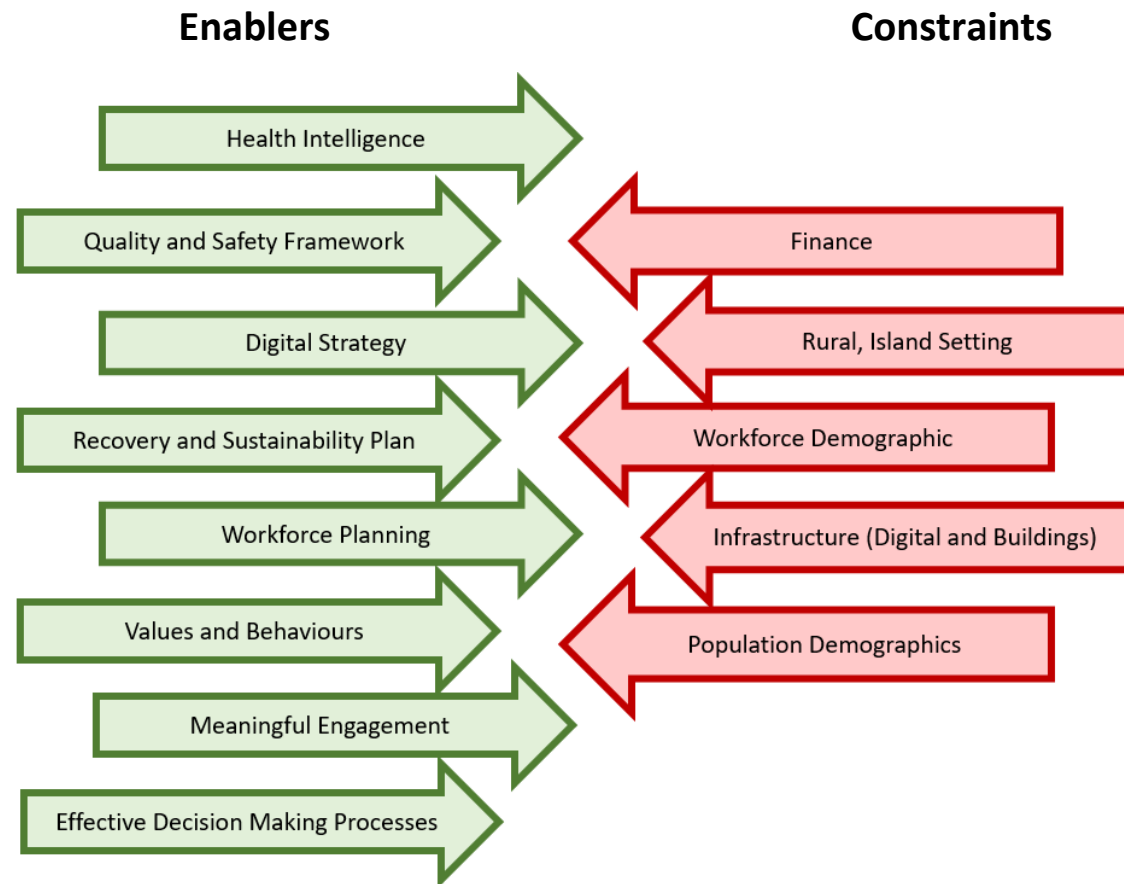 Enablers
Constraints
Health Intelligence
Quality and Safety Framework
Finance
Digital Strategy
Rural, Island Setting
Recovery and Sustainability Plan
Workforce Demographic
Workforce Planning
Infrastructure (Digital and Buildings)
Values and Behaviours
Population Demographics
Meaningful Engagement
Effective Decision Making Processes